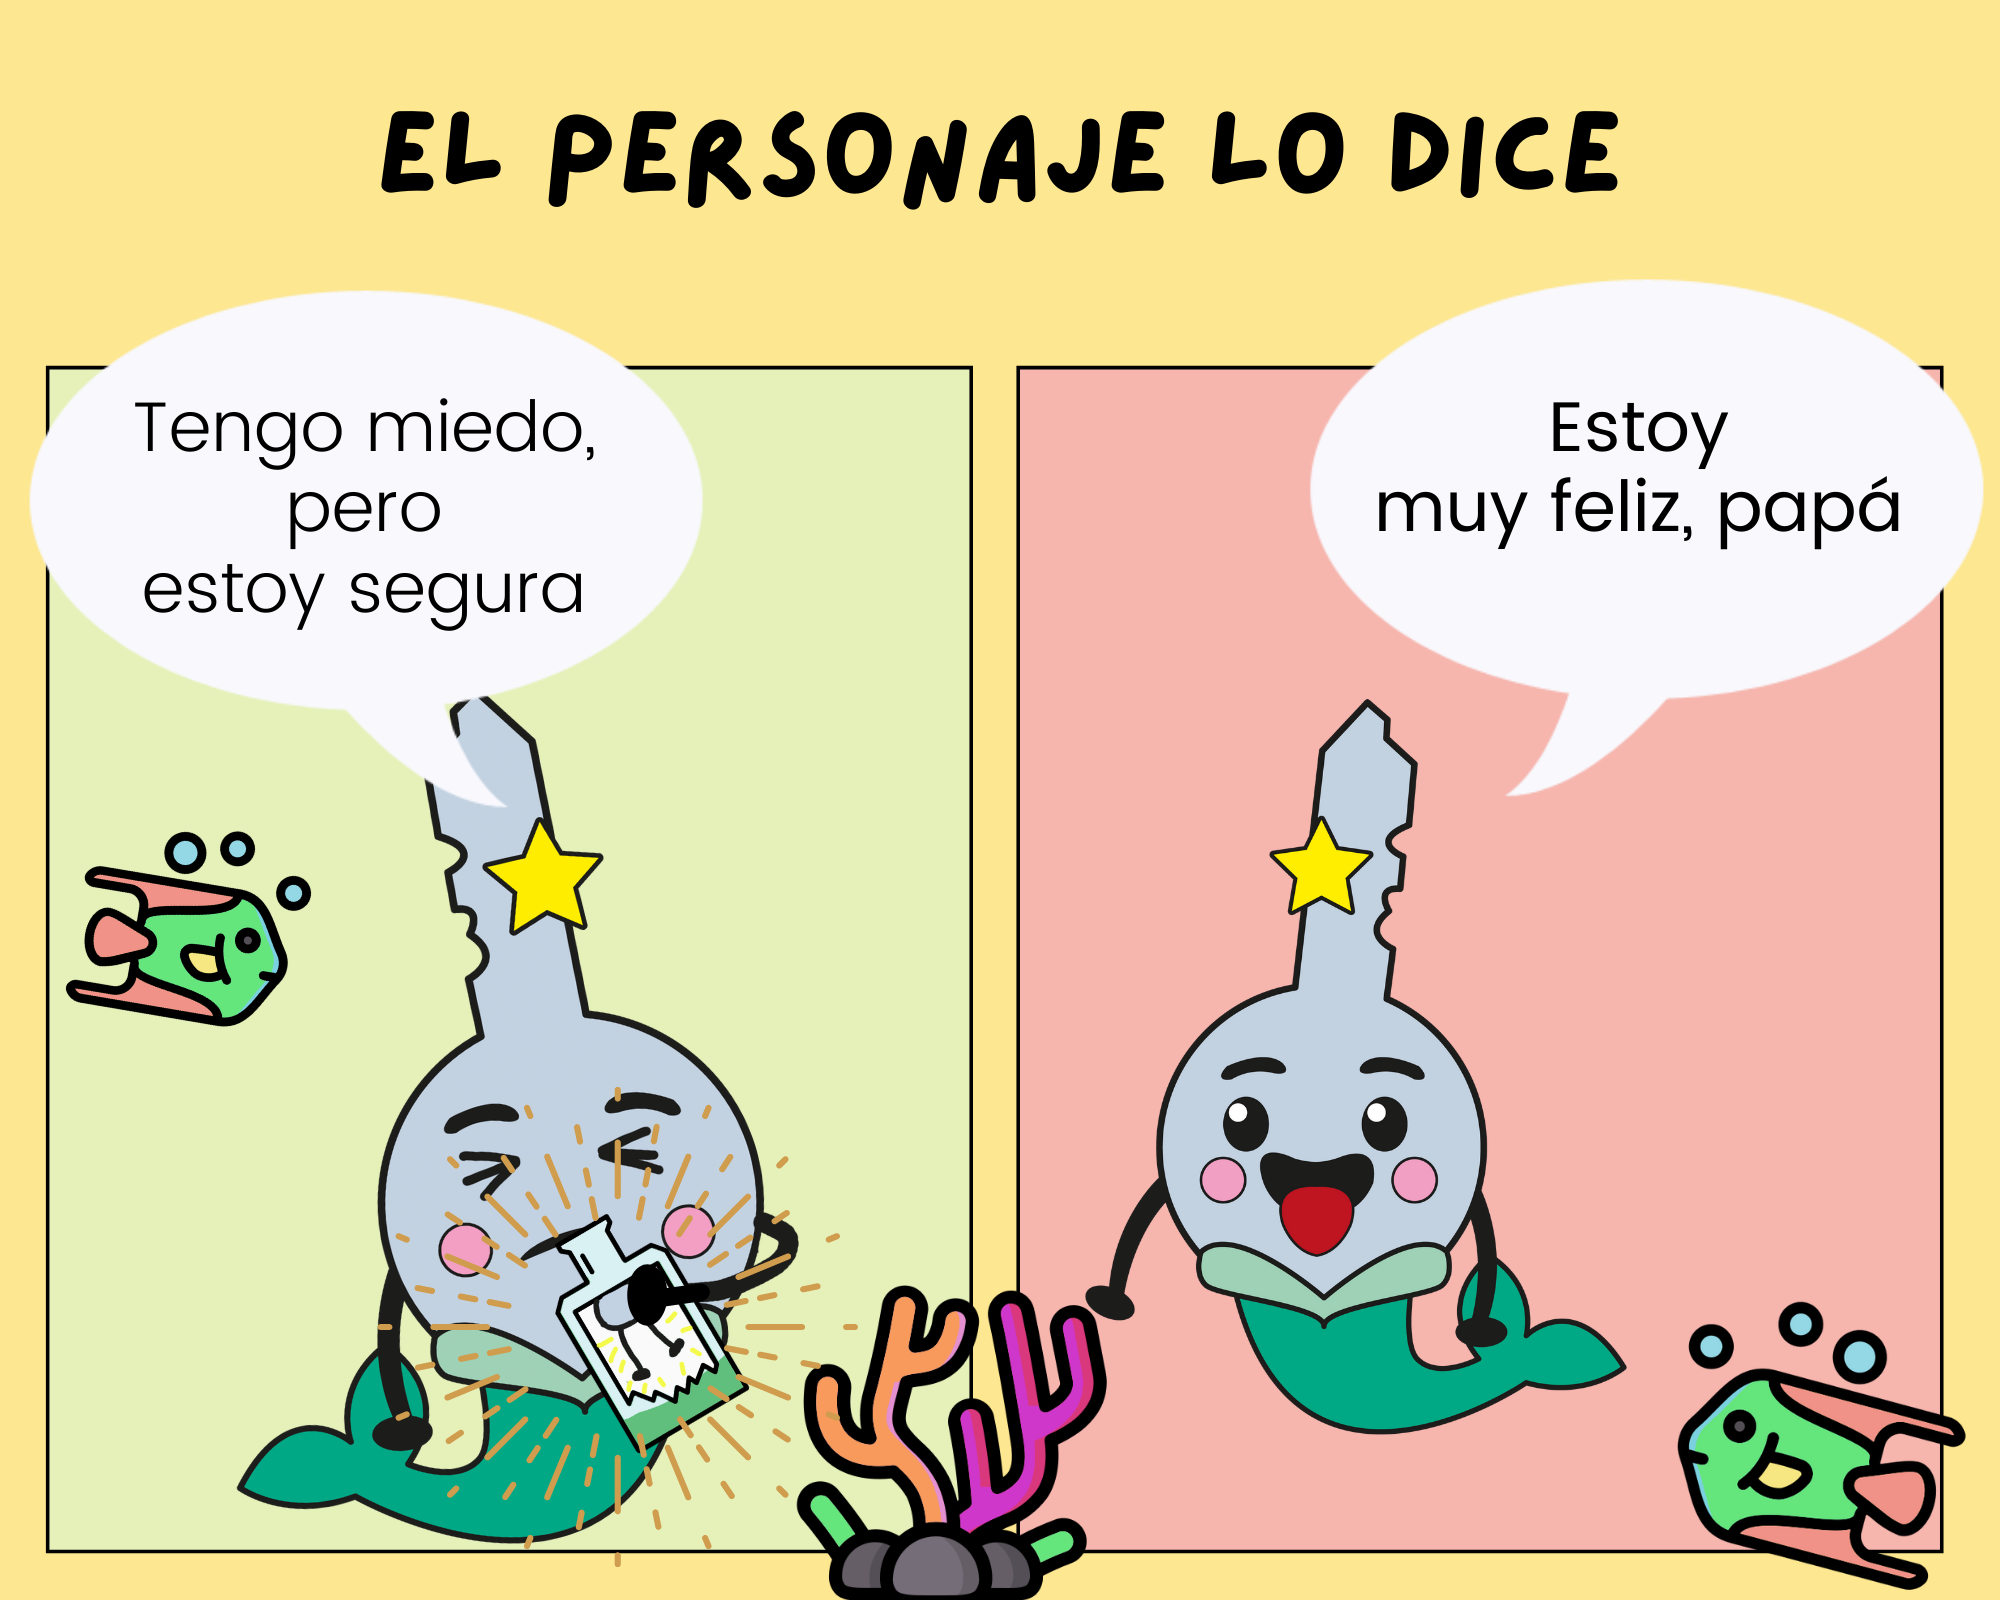 EL PERSONAJE LO DICE
Tengo miedo,
pero
estoy segura
Estoy
muy feliz, papá